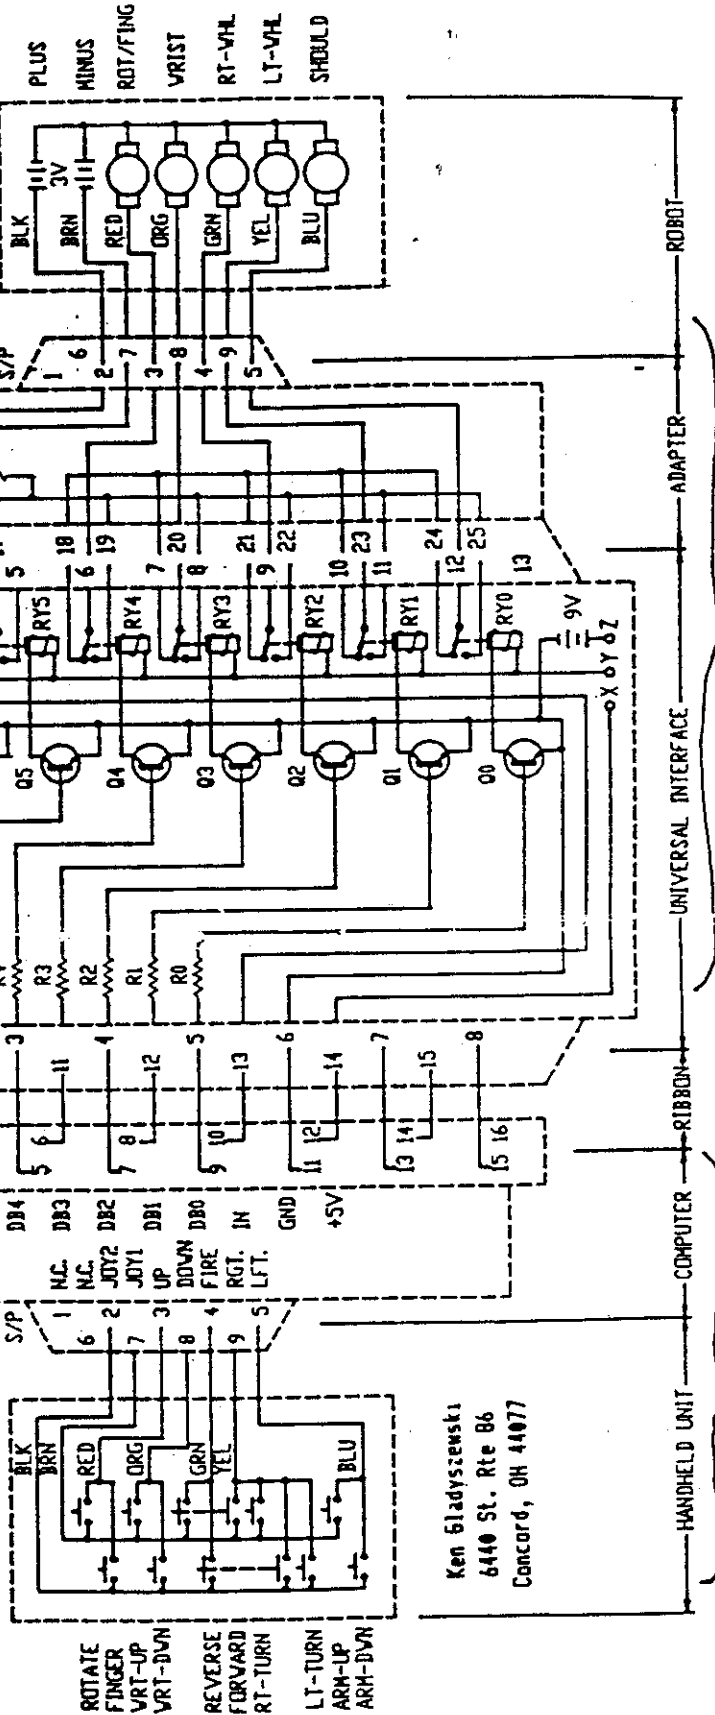 PLUS
MINUS
ROT/FING
WRIST
RT-WHL
LT-WHL
SHOULD
3V
BLK
BRN
RED
ORG
GRN
YEL
BLU
S/P
1
6
2
7
3
8
4
9
5
5
18
6
19
7
20
8
21
9
22
10
23
11
24
12
25
13
RY5
RY4
RY3
RY2
RY1
RY0
9V
X
Y
Z
Q5
Q4
Q3
Q2
Q1
Q0
R3
R2
R1
R0
3
11
4
12
5
13
6
14
7
15
8
5
6
7
8
9
10
11
12
13
14
15
16
DB4
DB3
DB2
DB1
DB0
IN
GND
+5V
N.C.
N.C.
JOY2
JOY1
UP
DOWN
FIRE
RGT.
LFT.
S/P
1
6
2
7
3
8
4
9
5
BLK
BRN
RED
ORG
GRN
YEL
BLU
ROTATE
FINGER
WRT-UP
WRT-DWN
REVERSE
FORWARD
RT-TURN
LT-TURN
ARM-UP
ARM-DWN
Ken Gladyszewski
6440 St. Rte 86
Concord, OH 44077
HANDHELD UNIT
COMPUTER
RIBBON
UNIVERSAL INTERFACE
ADAPTER
ROBOT